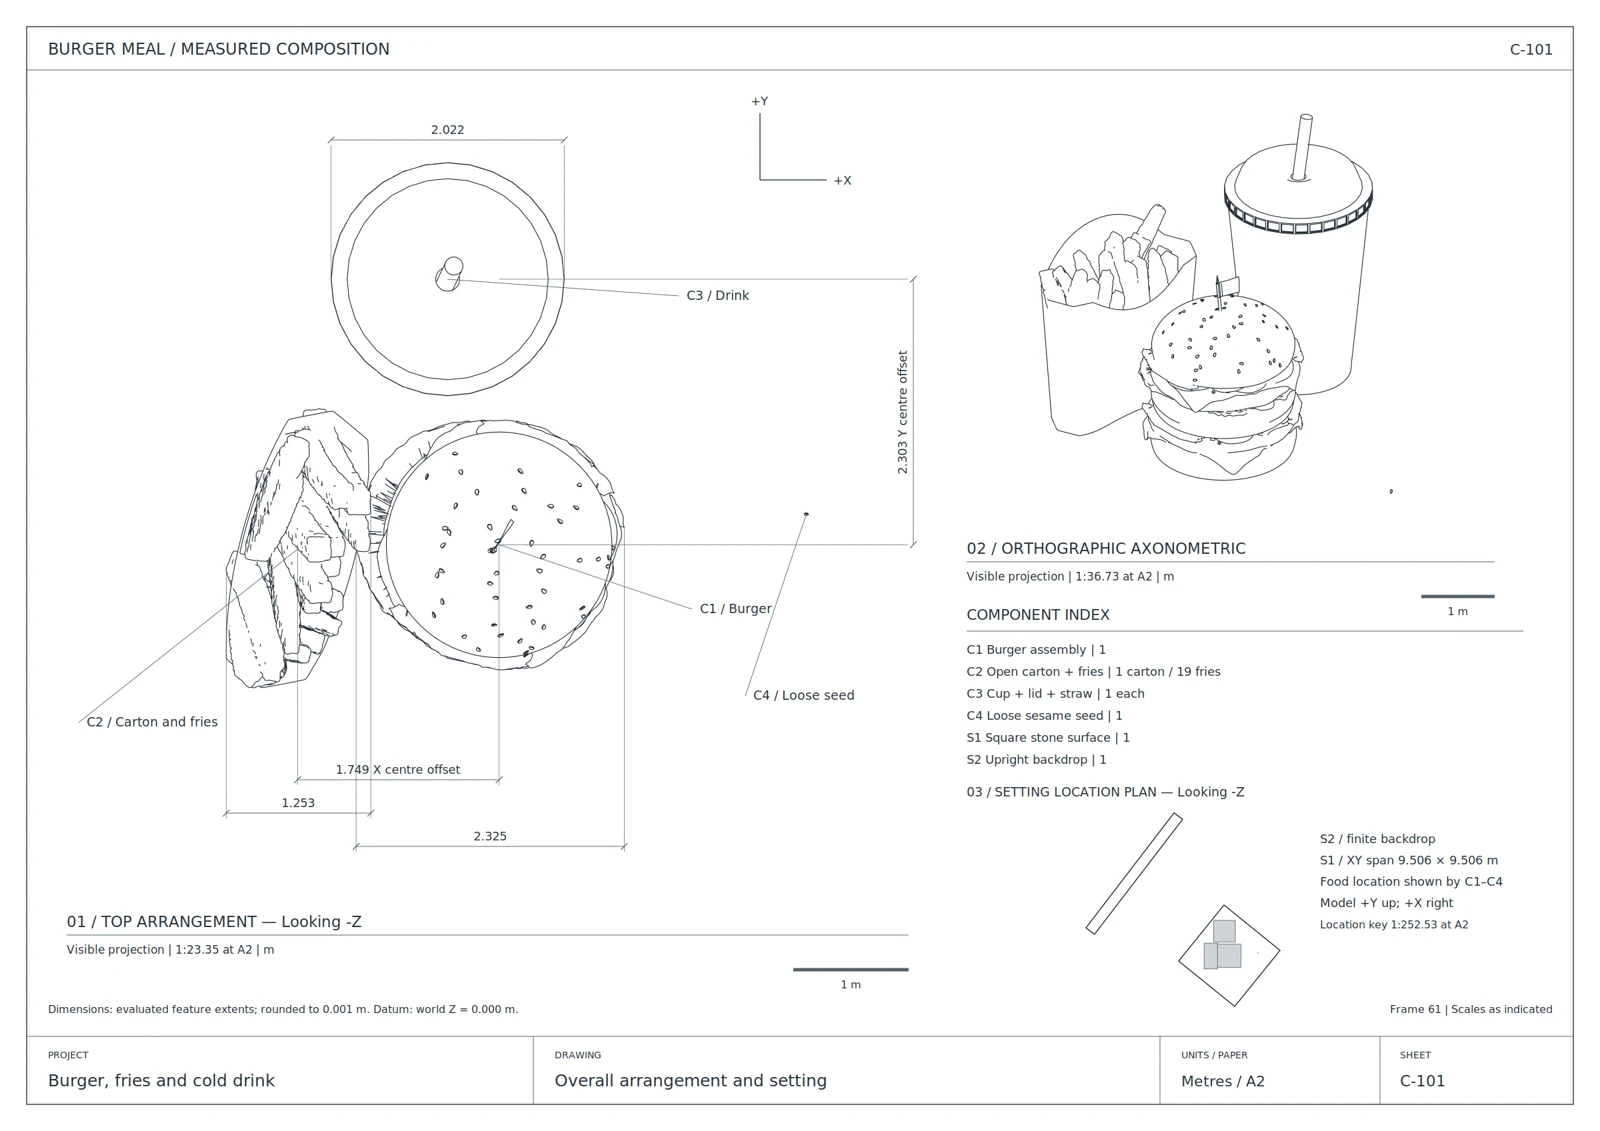 BURGER MEAL / MEASURED COMPOSITION
C-101
+Y
+X
2.022
C3 / Drink
2.303 Y centre offset
C1 / Burger
C4 / Loose seed
C2 / Carton and fries
1.749 X centre offset
1.253
2.325
01 / TOP ARRANGEMENT — Looking -Z
Visible projection | 1:23.35 at A2 | m
1 m
02 / ORTHOGRAPHIC AXONOMETRIC
Visible projection | 1:36.73 at A2 | m
1 m
COMPONENT INDEX
C1 Burger assembly | 1
C2 Open carton + fries | 1 carton / 19 fries
C3 Cup + lid + straw | 1 each
C4 Loose sesame seed | 1
S1 Square stone surface | 1
S2 Upright backdrop | 1
03 / SETTING LOCATION PLAN — Looking -Z
S2 / finite backdrop
S1 / XY span 9.506 × 9.506 m
Food location shown by C1–C4
Model +Y up; +X right
Location key 1:252.53 at A2
Dimensions: evaluated feature extents; rounded to 0.001 m. Datum: world Z = 0.000 m.
Frame 61 | Scales as indicated
PROJECT
Burger, fries and cold drink
DRAWING
Overall arrangement and setting
UNITS / PAPER
Metres / A2
SHEET
C-101